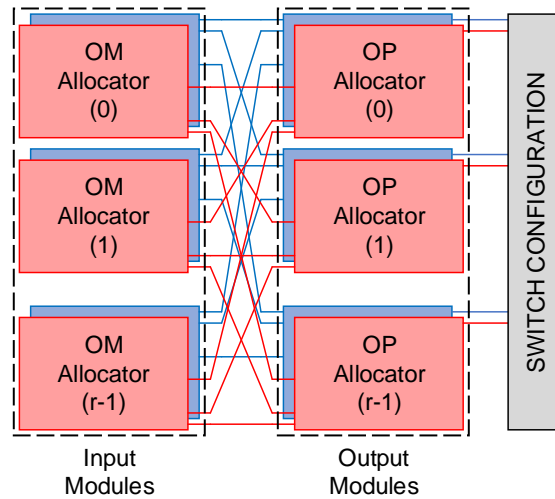 OM
Allocator
(0)
OP
Allocator
(0)
OM
Allocator
(1)
OP
Allocator
(1)
OM
Allocator
(r-1)
OP
Allocator
(r-1)
SWITCH CONFIGURATION
Input
Modules
Output
Modules